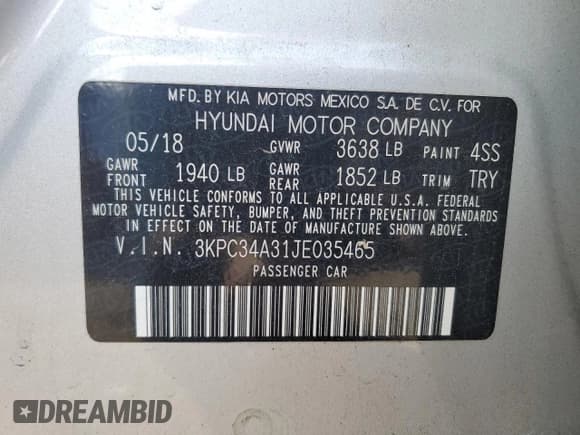 MFD. BY KIA MOTORS MEXICO S.A. DE C.V. FOR
HYUNDAI MOTOR COMPANY
05/18 GVWR 3638 LB PAINT 4SS
GAWR FRONT 1940 LB GAWR REAR 1852 LB TRIM TRY
THIS VEHICLE CONFORMS TO ALL APPLICABLE U.S.A. FEDERAL
MOTOR VEHICLE SAFETY, BUMPER, AND THEFT PREVENTION STANDARDS
IN EFFECT ON THE DATE OF MANUFACTURE SHOWN ABOVE.
V.I.N. 3KPC34A31JE035465
PASSENGER CAR
DREAMBID